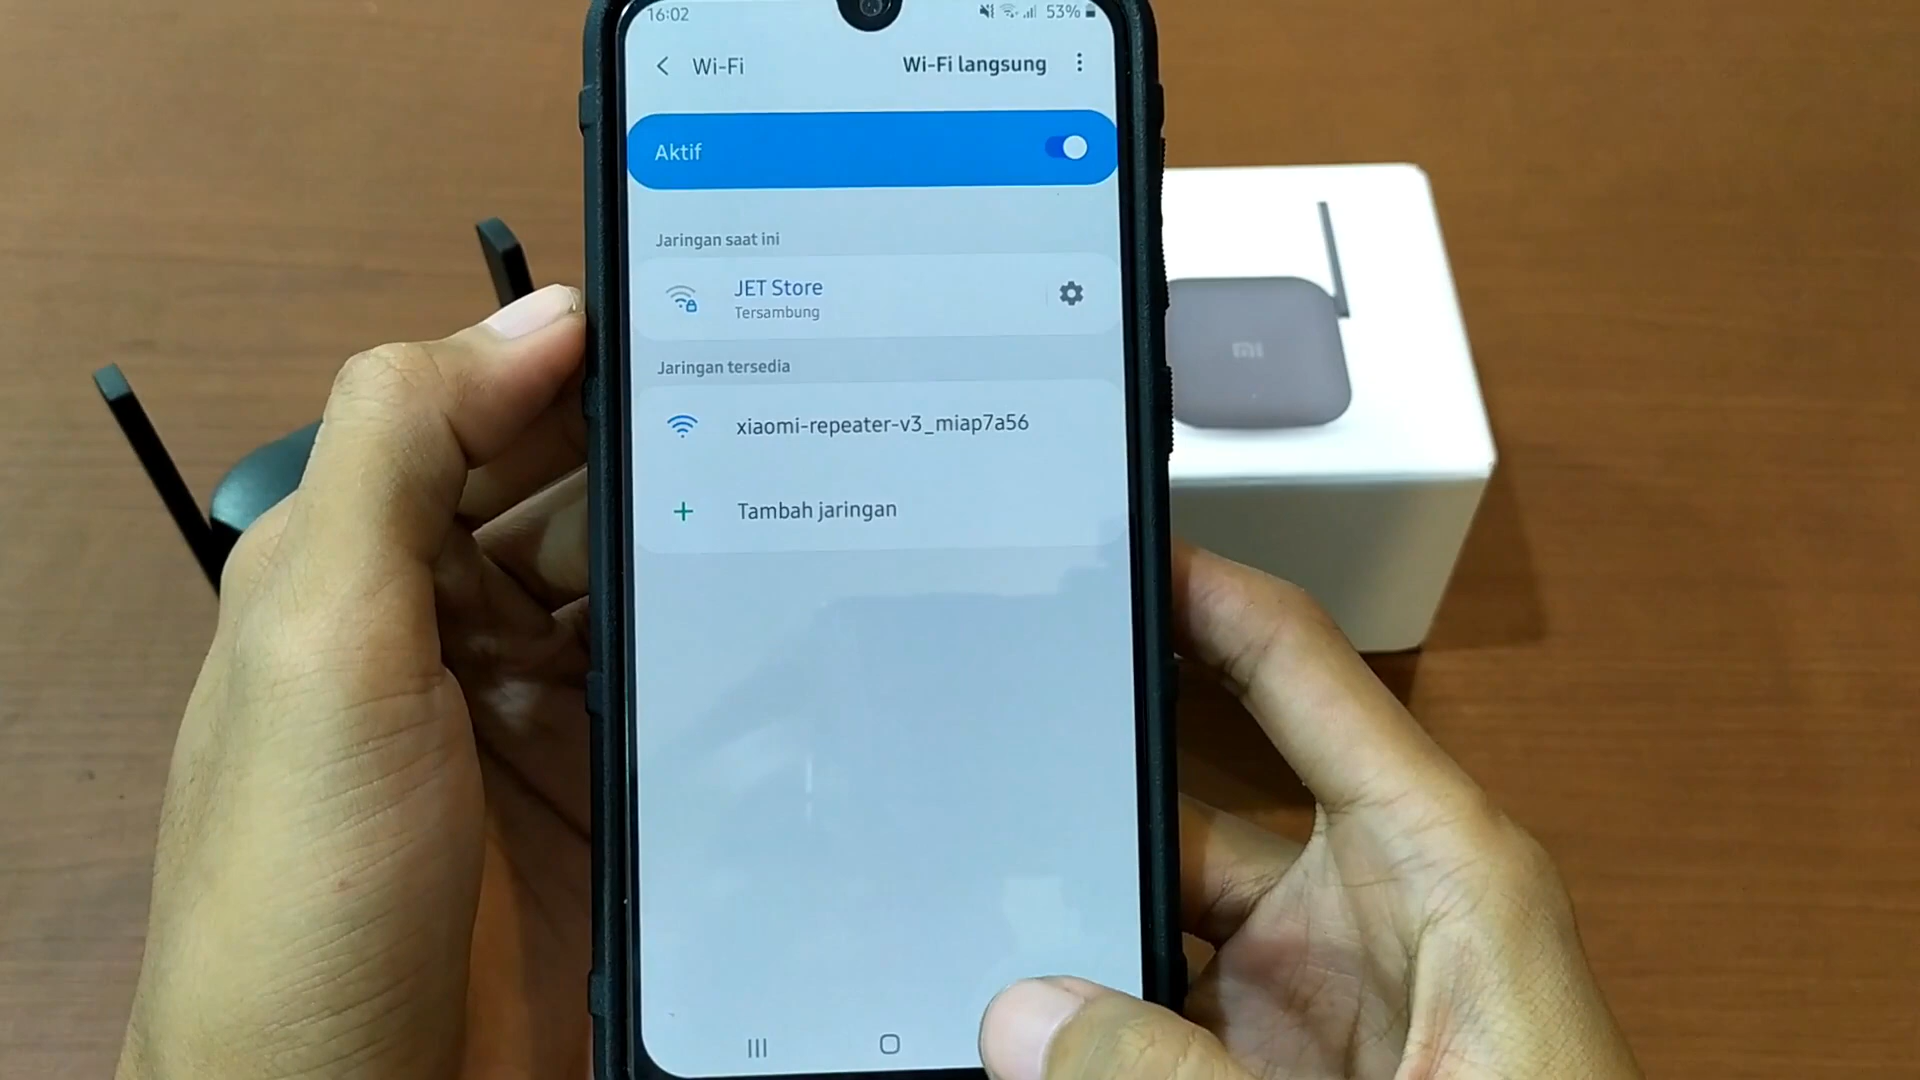 16:02
53%
Wi-Fi
Wi-Fi langsung
Aktif
Jaringan saat ini
JET Store
Tersambung
Jaringan tersedia
xiaomi-repeater-v3_miap7a56
Tambah jaringan
mi